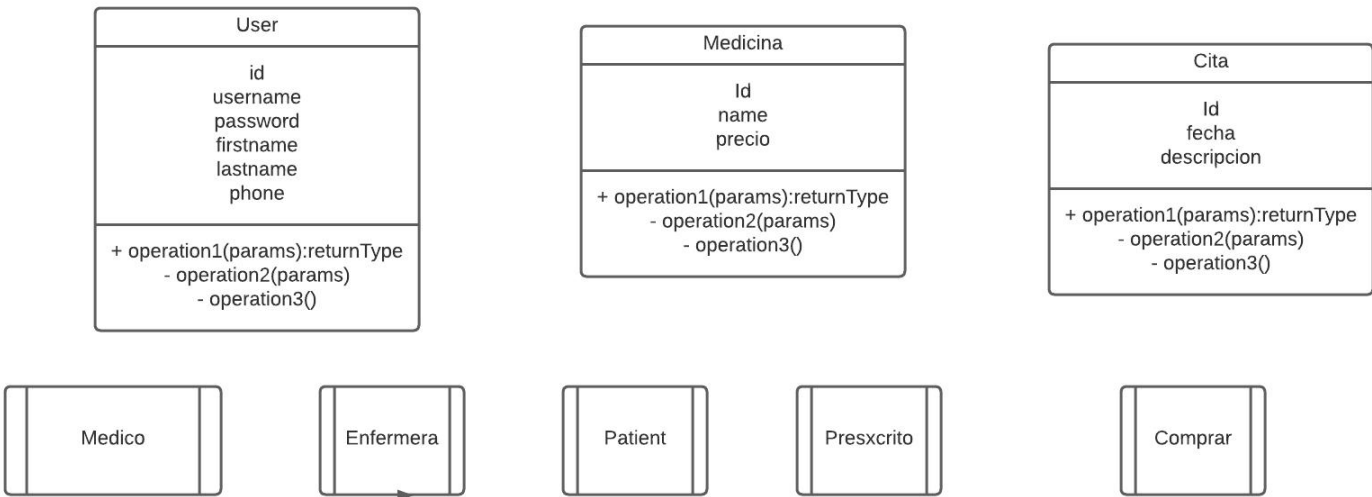 User
id
username
password
firstname
lastname
phone
+ operation1(params):returnType
- operation2(params)
- operation3()
Medicina
Id
name
precio
+ operation1(params):returnType
- operation2(params)
- operation3()
Cita
Id
fecha
descripcion
+ operation1(params):returnType
- operation2(params)
- operation3()
Medico
Enfermera
Patient
Presxcrito
Comprar